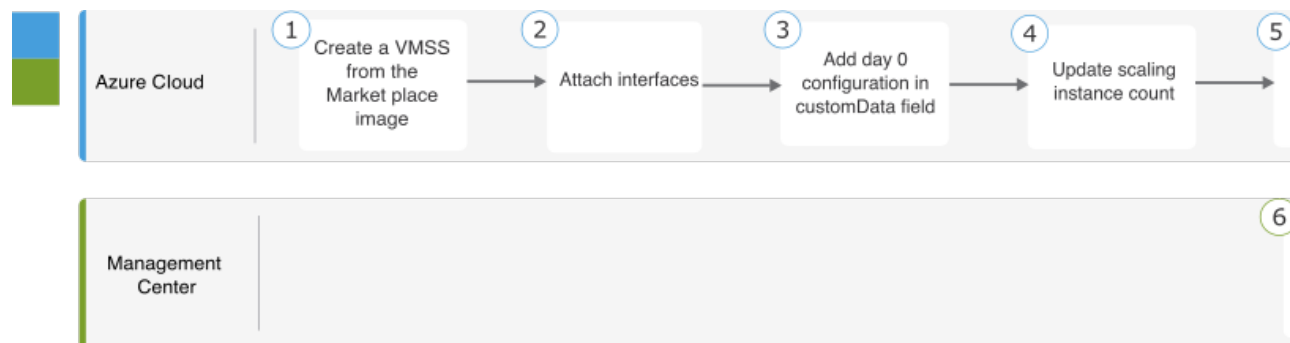 1
Create a VMSS
from the
Market place
image
2
Attach interfaces
3
Add day 0
configuration in
customData field
4
Update scaling
instance count
5
Azure Cloud
6
Management
Center